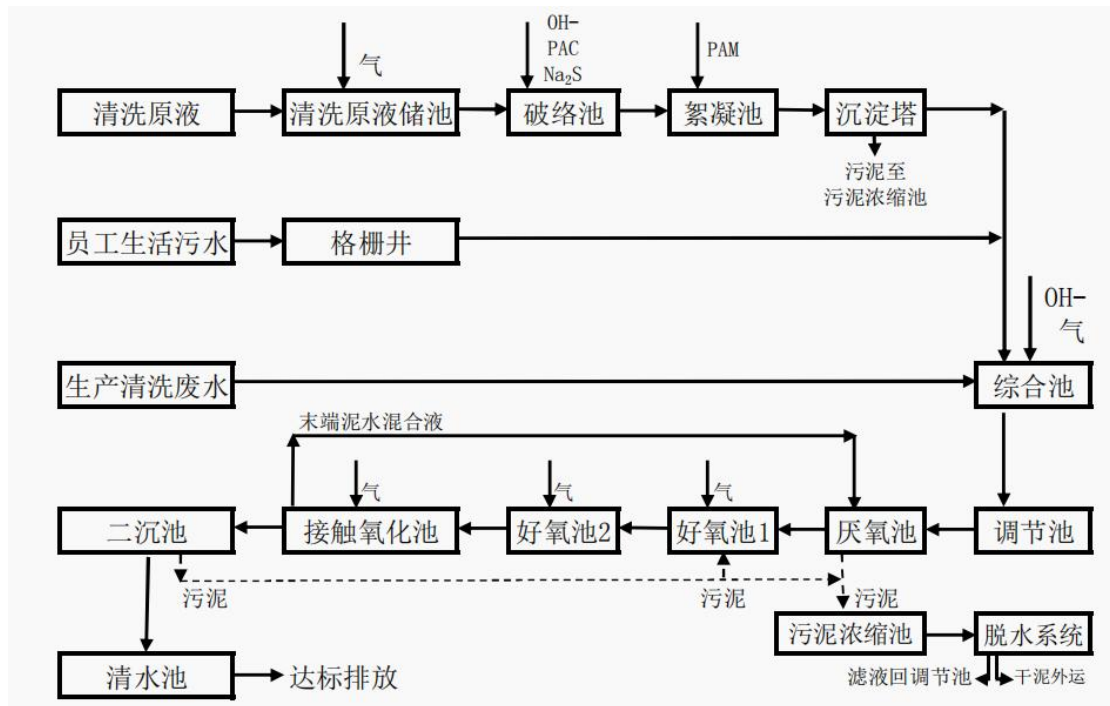 气
OH-
PAC
Na₂S
PAM
清洗原液
清洗原液储池
破络池
絮凝池
沉淀塔
污泥至
污泥浓缩池
员工生活污水
格栅井
OH-
气
生产清洗废水
综合池
末端泥水混合液
气
气
气
二沉池
接触氧化池
好氧池2
好氧池1
厌氧池
调节池
污泥
污泥
污泥
污泥浓缩池
脱水系统
清水池
达标排放
滤液回调节池
干泥外运